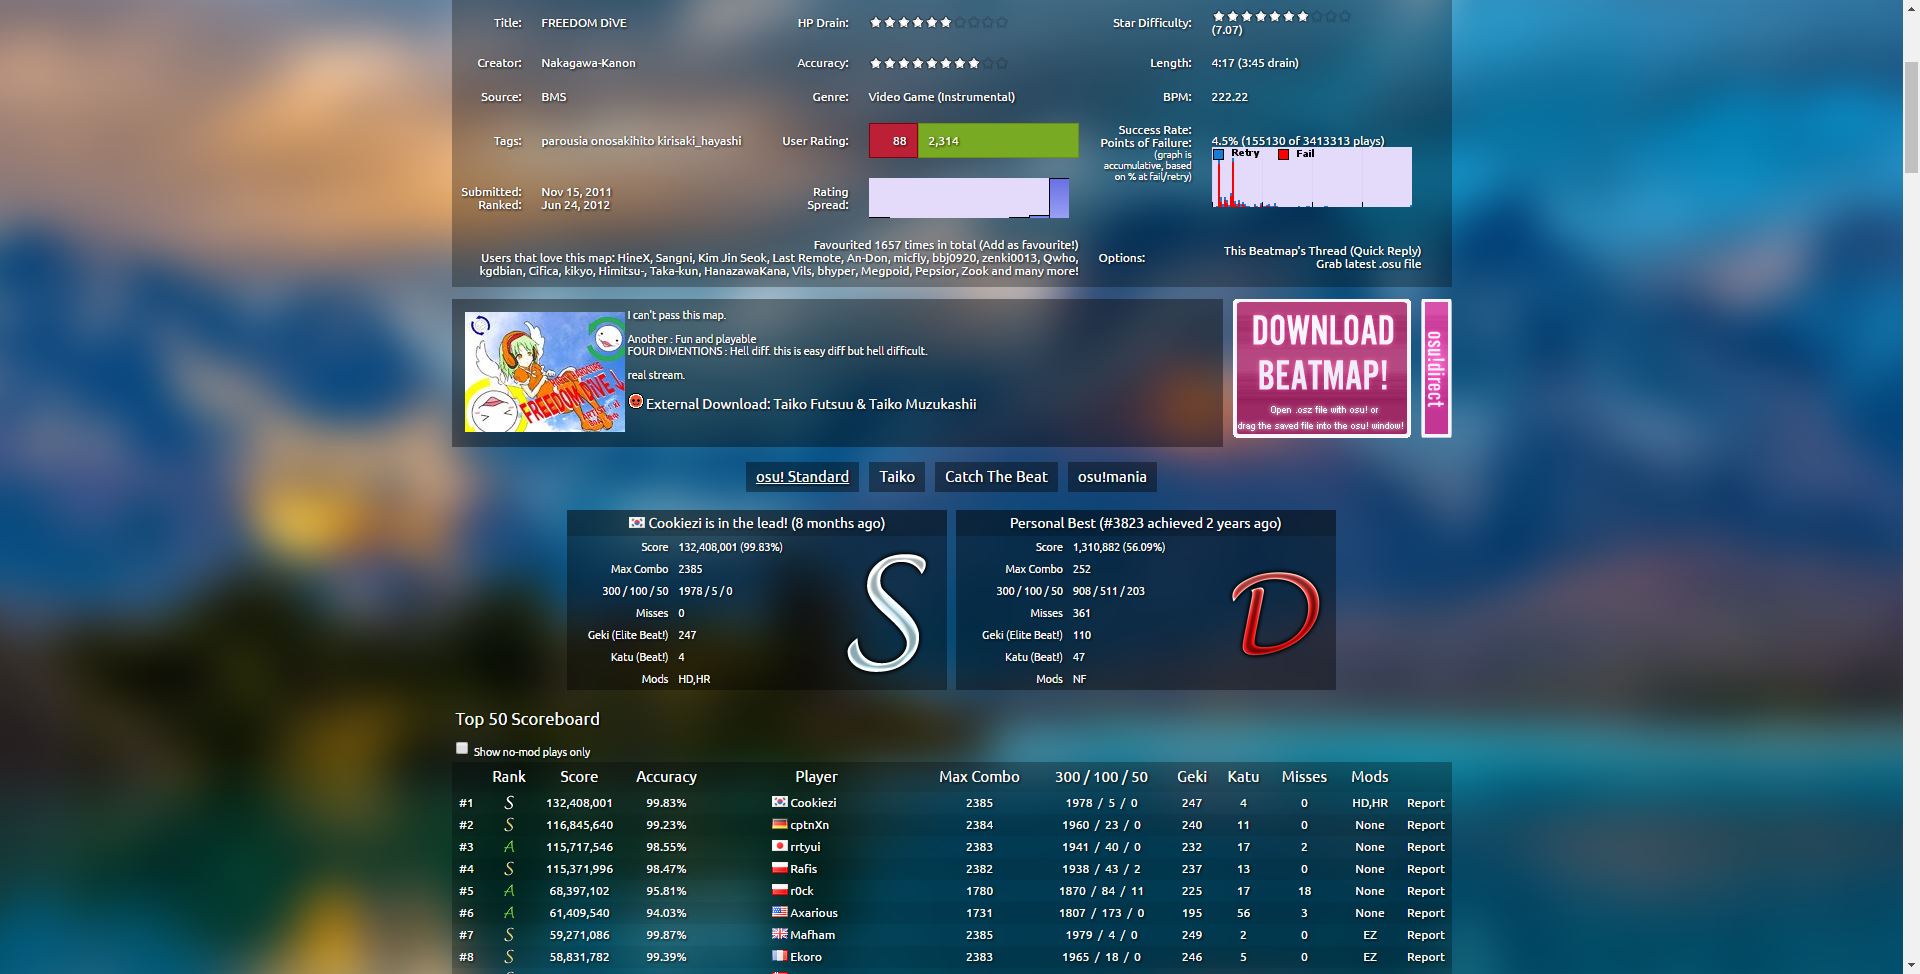 Title: FREEDOM DiVE HP Drain: Star Difficulty: (7.07)
Creator: Nakagawa-Kanon Accuracy: Length: 4:17 (3:45 drain)
Source: BMS Genre: Video Game (Instrumental) BPM: 222.22
Tags: parousia onosakihito kirisaki_hayashi User Rating: 88 2,314 Success Rate: 4.5% (155130 of 3413313 plays)
Points of Failure:
(graph is
accumulative, based
on % at fail/retry)
Retry Fail
Submitted: Nov 15, 2011 Rating
Ranked: Jun 24, 2012 Spread:
Favourited 1657 times in total (Add as favourite!)
Users that love this map: HineX, Sangni, Kim Jin Seok, Last Remote, An-Don, micfly, bbj0920, zenki0013, Qwho,
kgdbian, Cifica, kikyo, Himitsu-, Taka-kun, HanazawaKana, Vils, bhyper, Megpoid, Pepsior, Zook and many more!
Options: This Beatmap's Thread (Quick Reply)
Grab latest .osu file
FREEDOM DiVE↓
I can't pass this map.
Another : Fun and playable
FOUR DIMENTIONS : Hell diff. this is easy diff but hell difficult.
real stream.
External Download: Taiko Futsuu & Taiko Muzukashii
DOWNLOAD
BEATMAP!
Open .osz file with osu! or
drag the saved file into the osu! window!
osu!direct
osu! Standard Taiko Catch The Beat osu!mania
Cookiezi is in the lead! (8 months ago)
Score 132,408,001 (99.83%)
Max Combo 2385
300 / 100 / 50 1978 / 5 / 0
Misses 0
Geki (Elite Beat!) 247
Katu (Beat!) 4
Mods HD,HR
S
Personal Best (#3823 achieved 2 years ago)
Score 1,310,882 (56.09%)
Max Combo 252
300 / 100 / 50 908 / 511 / 203
Misses 361
Geki (Elite Beat!) 110
Katu (Beat!) 47
Mods NF
D
Top 50 Scoreboard
Show no-mod plays only
Rank Score Accuracy Player Max Combo 300 / 100 / 50 Geki Katu Misses Mods
#1 S 132,408,001 99.83% Cookiezi 2385 1978 / 5 / 0 247 4 0 HD,HR Report
#2 S 116,845,640 99.23% cptnXn 2384 1960 / 23 / 0 240 11 0 None Report
#3 A 115,717,546 98.55% rrtyui 2383 1941 / 40 / 0 232 17 2 None Report
#4 S 115,371,996 98.47% Rafis 2382 1938 / 43 / 2 237 13 0 None Report
#5 A 68,397,102 95.81% r0ck 1780 1870 / 84 / 11 225 17 18 None Report
#6 A 61,409,540 94.03% Axarious 1731 1807 / 173 / 0 195 56 3 None Report
#7 S 59,271,086 99.87% Mafham 2385 1979 / 4 / 0 249 2 0 EZ Report
#8 S 58,831,782 99.39% Ekoro 2383 1965 / 18 / 0 246 5 0 EZ Report